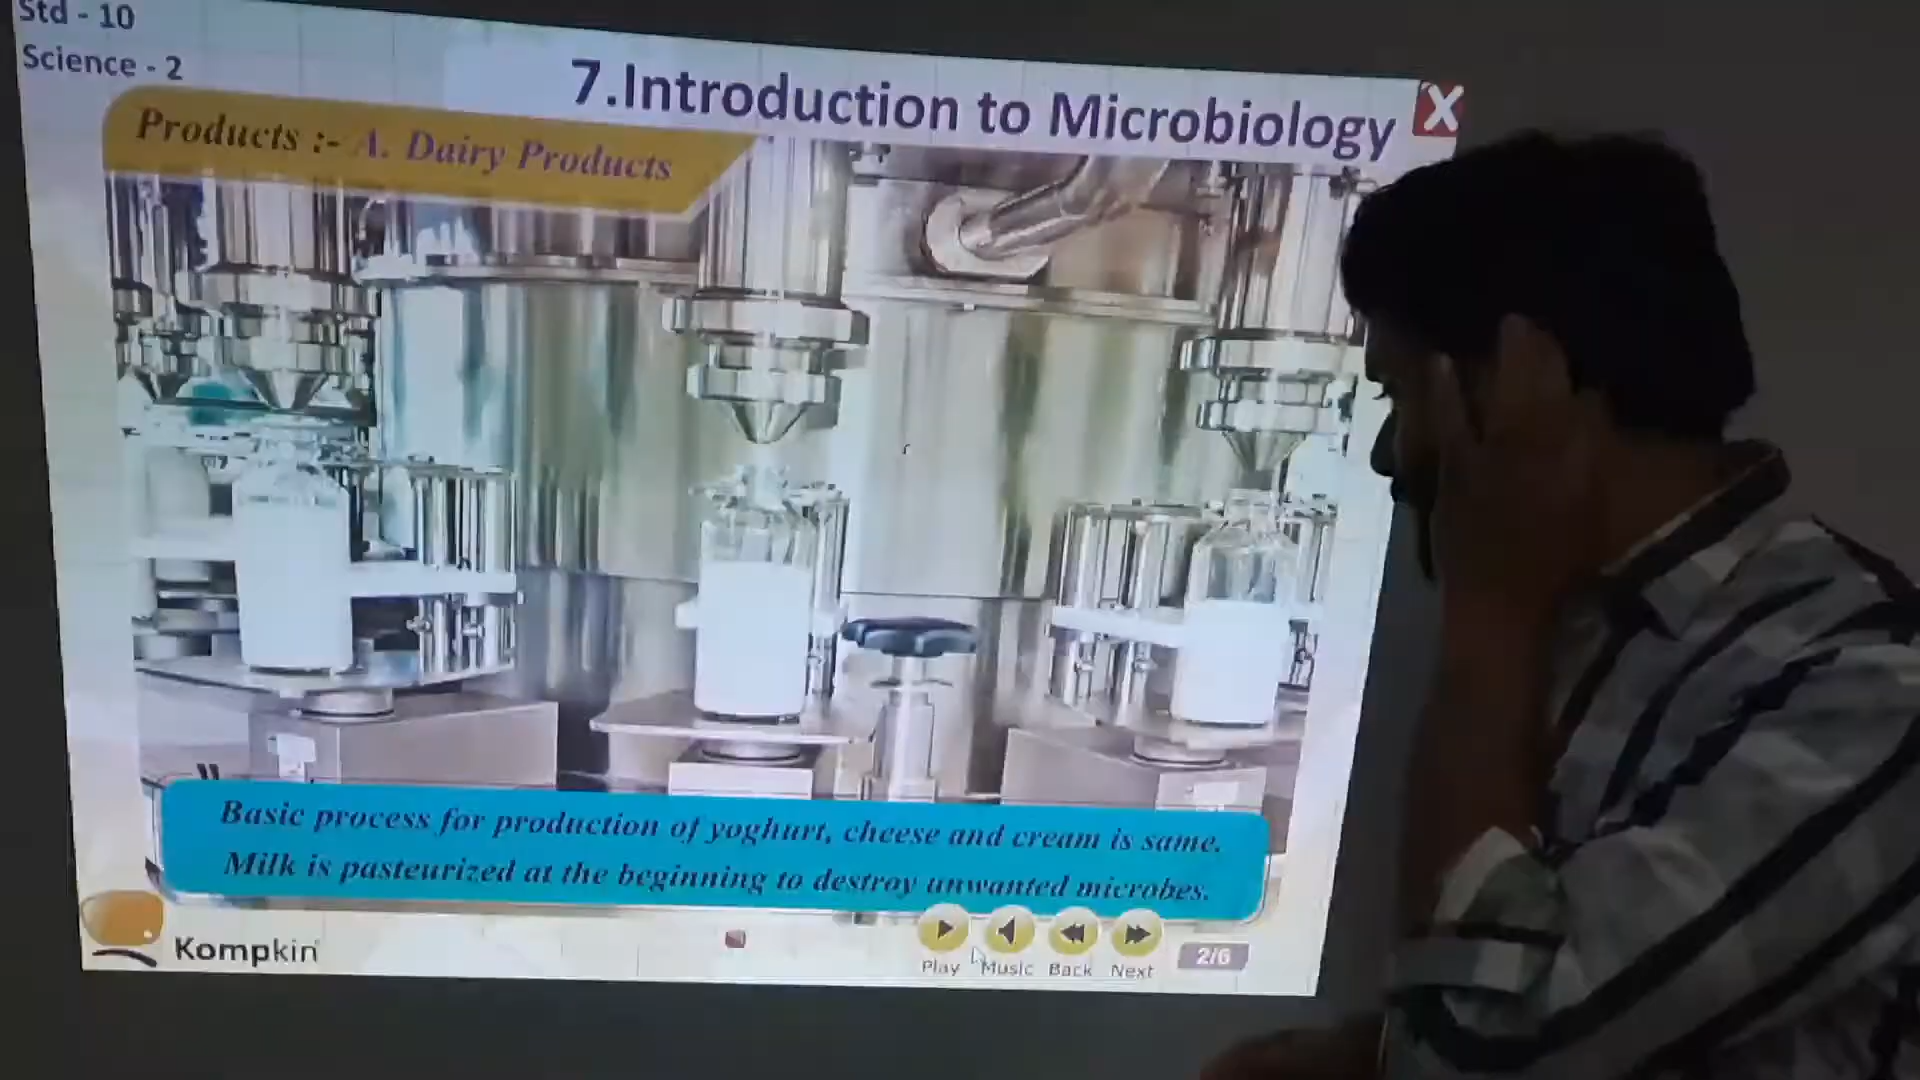 Std - 10
Science - 2
7.Introduction to Microbiology
X
Products :- A. Dairy Products
Basic process for production of yoghurt, cheese and cream is same.
Milk is pasteurized at the beginning to destroy unwanted microbes.
Kompkin
Play Music Back Next
2/6